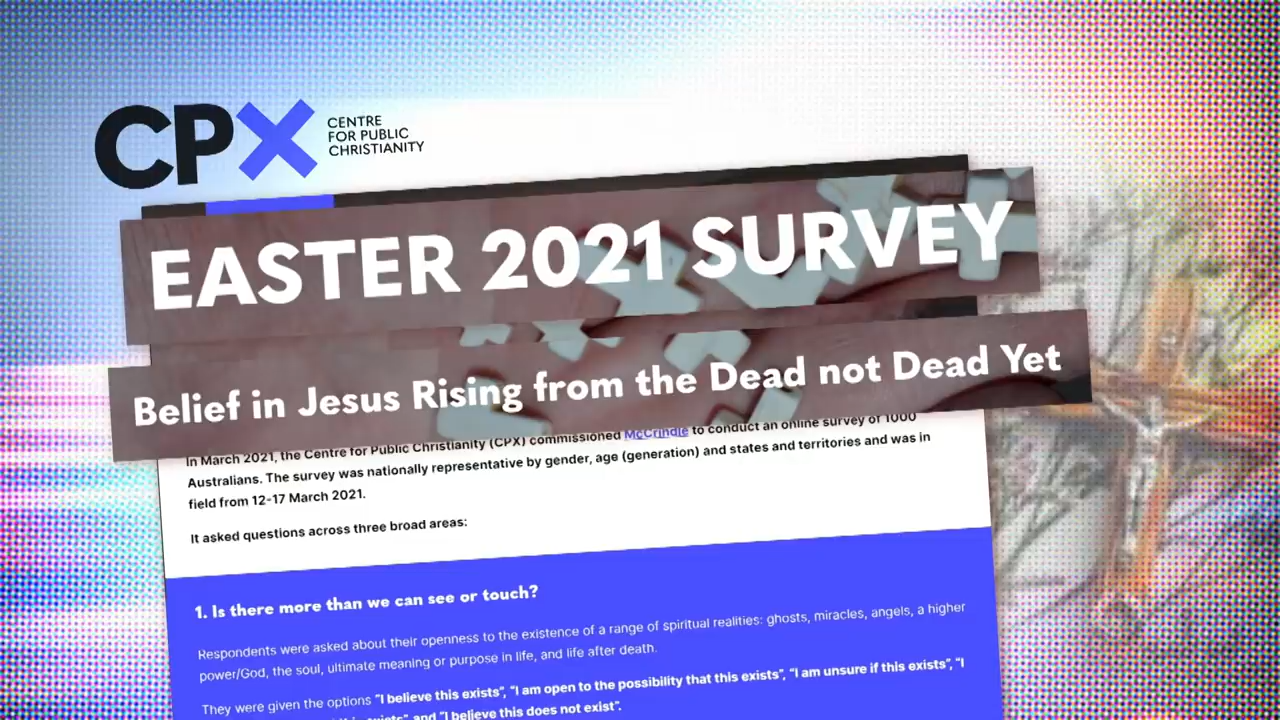 CPX
CENTRE
FOR PUBLIC
CHRISTIANITY
EASTER 2021 SURVEY
Belief in Jesus Rising from the Dead not Dead Yet
In March 2021, the Centre for Public Christianity (CPX) commissioned McCrindle to conduct an online survey of 1000
Australians. The survey was nationally representative by gender, age (generation) and states and territories and was in
field from 12-17 March 2021.
It asked questions across three broad areas:
1. Is there more than we can see or touch?
Respondents were asked about their openness to the existence of a range of spiritual realities: ghosts, miracles, angels, a higher
power/God, the soul, ultimate meaning or purpose in life, and life after death.
They were given the options “I believe this exists”, “I am open to the possibility that this exists”, “I am unsure if this exists”, “I
exists” and “I believe this does not exist”.